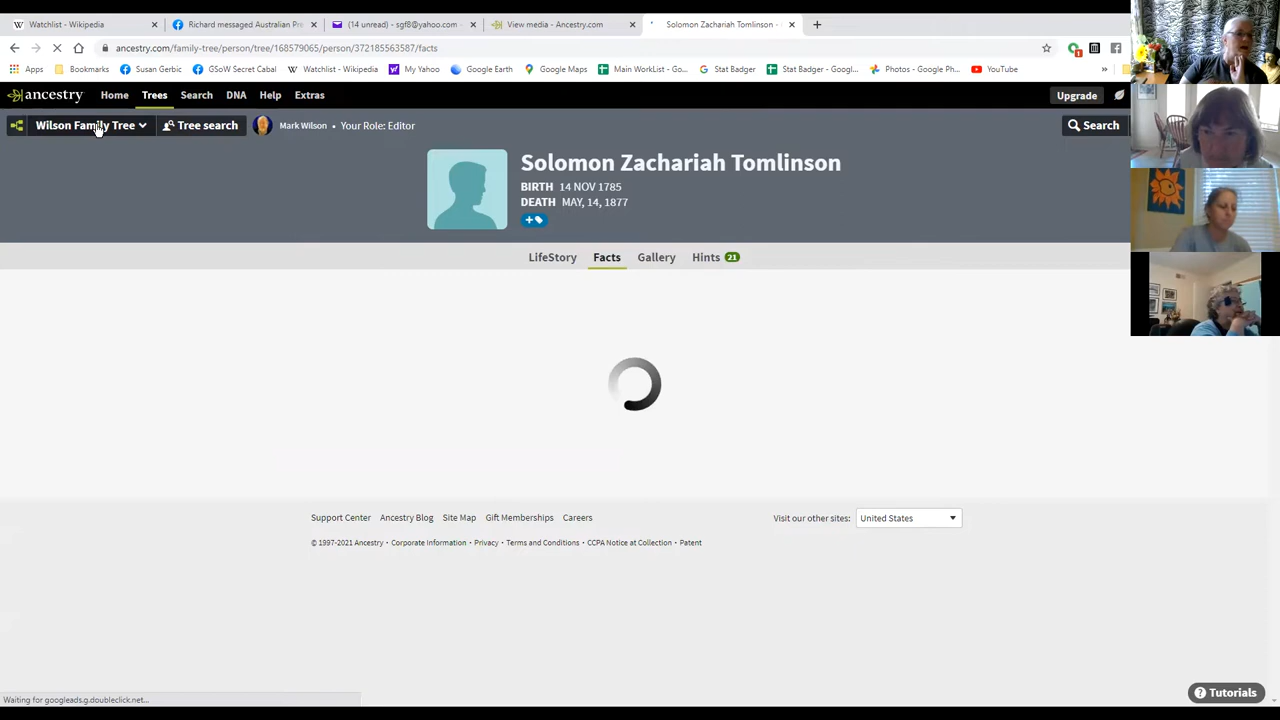 Watchlist - Wikipedia
Richard messaged Australian Pr
(14 unread) - sgf8@yahoo.com -
View media - Ancestry.com
Solomon Zachariah Tomlinson -
ancestry.com/family-tree/person/tree/168579065/person/372185563587/facts
Apps Bookmarks Susan Gerbic GSoW Secret Cabal Watchlist - Wikipedia My Yahoo Google Earth Google Maps Main WorkList - Go... Stat Badger Stat Badger - Googl... Photos - Google Ph... YouTube »
ancestry Home Trees Search DNA Help Extras Upgrade
Wilson Family Tree Tree search Mark Wilson • Your Role: Editor Search
Solomon Zachariah Tomlinson
BIRTH 14 NOV 1785
DEATH MAY, 14, 1877
LifeStory Facts Gallery Hints 21
Support Center Ancestry Blog Site Map Gift Memberships Careers Visit our other sites: United States
© 1997-2021 Ancestry Corporate Information Privacy Terms and Conditions CCPA Notice at Collection Patent
Waiting for googleads.g.doubleclick.net...
Tutorials